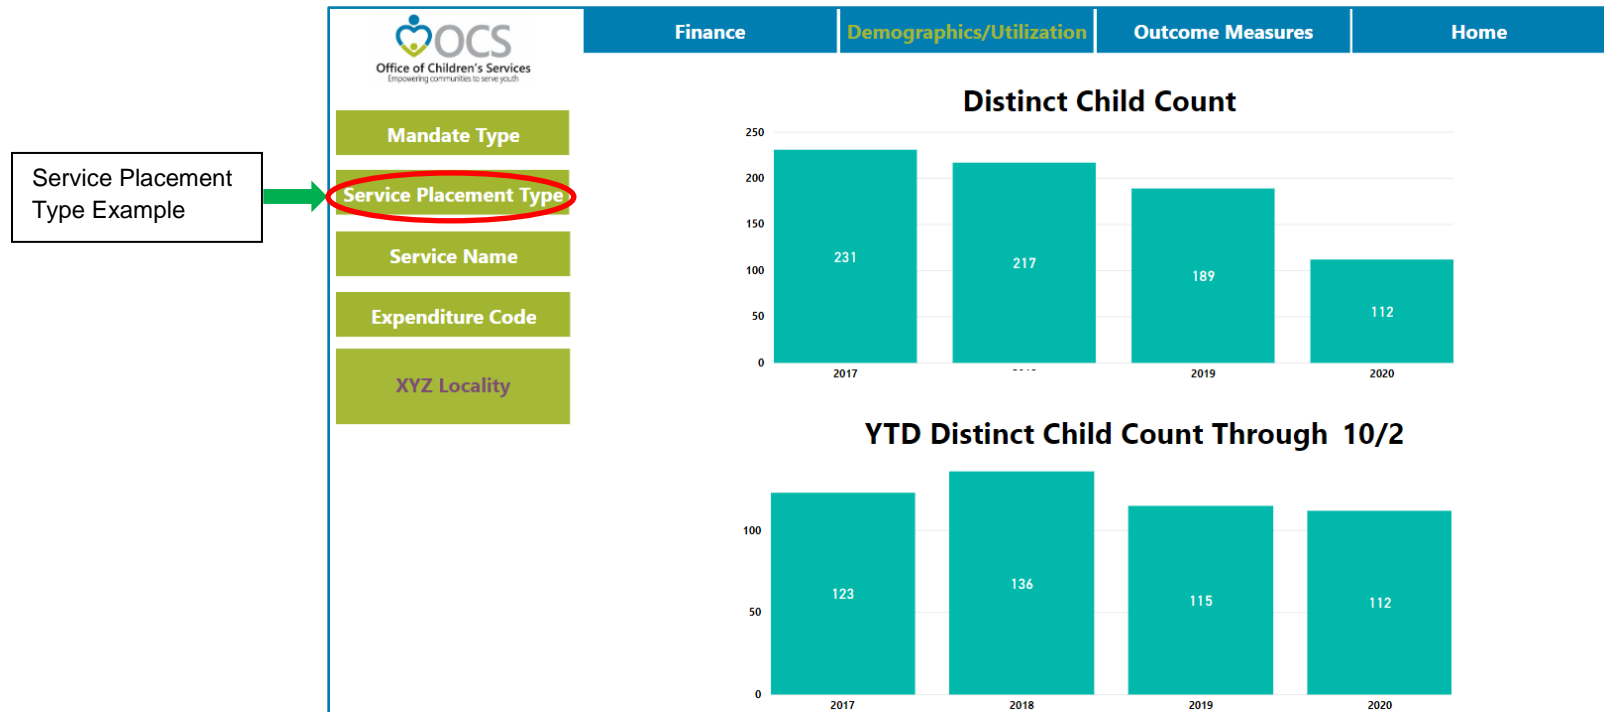 OCS
Office of Children's Services
Empowering communities to serve youth
Finance
Demographics/Utilization
Outcome Measures
Home
Mandate Type
Service Placement Type
Service Name
Expenditure Code
XYZ Locality
Service Placement
Type Example
Distinct Child Count
250
200
150
100
50
0
231
217
189
112
2017
2019
2020
YTD Distinct Child Count Through 10/2
100
50
0
123
136
115
112
2017
2018
2019
2020